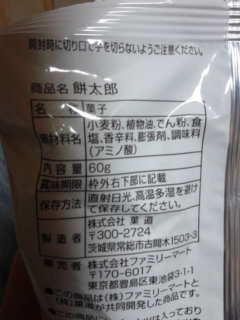 開封時に切り口で手を切らないようご注意ください。
商品名 餅太郎
名 称 菓子
原材料名 小麦粉、植物油、でん粉、食
塩、香辛料、膨張剤、調味料
(アミノ酸)
内容量 60g
賞味期限 枠外右下部に記載
保存方法 直射日光、高温多湿を避け
て保存してください。
製造者 株式会社 菓道
〒300-2724
茨城県常総市古間木1503-3
販売者 株式会社ファミリーマート
〒170-6017
東京都豊島区東池袋3-1-1
●この商品は(株)ファミリーマートと
(株)菓道が共同開発した商品です。